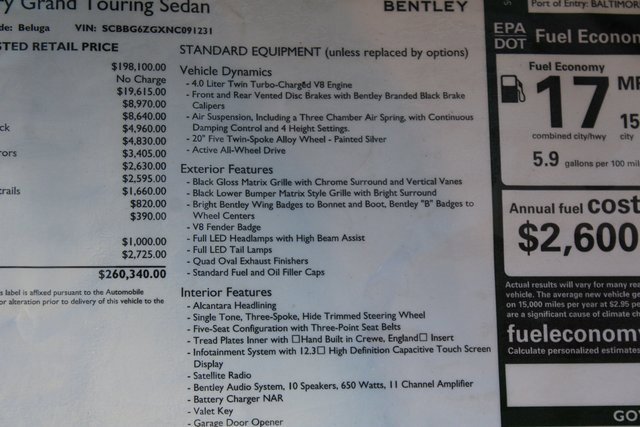 ry Grand Touring Sedan
BENTLEY
de: Beluga VIN: SCBBG6ZGXNC091231
STED RETAIL PRICE
$198,100.00
No Charge
$19,615.00
$8,970.00
$8,640.00
ck $4,960.00
$4,830.00
rors $3,405.00
$2,630.00
$2,595.00
trails $1,660.00
$820.00
$390.00
$1,000.00
$2,725.00
$260,340.00
is label is affixed pursuant to the Automobile
or alteration prior to delivery of this vehicle to the
STANDARD EQUIPMENT (unless replaced by options)
Vehicle Dynamics
- 4.0 Liter Twin Turbo-Charged V8 Engine
- Front and Rear Vented Disc Brakes with Bentley Branded Black Brake
Calipers
- Air Suspension, Including a Three Chamber Air Spring, with Continuous
Damping Control and 4 Height Settings.
- 20" Five Twin-Spoke Alloy Wheel - Painted Silver
- Active All-Wheel Drive
Exterior Features
- Black Gloss Matrix Grille with Chrome Surround and Vertical Vanes
- Black Lower Bumper Matrix Style Grille with Bright Surround
- Bright Bentley Wing Badges to Bonnet and Boot, Bentley "B" Badges to
Wheel Centers
- V8 Fender Badge
- Full LED Headlamps with High Beam Assist
- Full LED Tail Lamps
- Quad Oval Exhaust Finishers
- Standard Fuel and Oil Filler Caps
Interior Features
- Alcantara Headlining
- Single Tone, Three-Spoke, Hide Trimmed Steering Wheel
- Five-Seat Configuration with Three-Point Seat Belts
- Tread Plates Inner with □Hand Built in Crewe, England□ Insert
- Infotainment System with 12.3□ High Definition Capacitive Touch Screen
Display
- Satellite Radio
- Bentley Audio System, 10 Speakers, 650 Watts, 11 Channel Amplifier
- Battery Charger NAR
- Valet Key
- Garage Door Opener
Port of Entry: BALTIMOR
EPA
DOT
Fuel Econom
Fuel Economy
17 MP
15
combined city/hwy city
5.9 gallons per 100 mil
Annual fuel cost
$2,600
Actual results will vary for many rea
vehicle. The average new vehicle ge
on 15,000 miles per year at $2.95 p
are a significant cause of climate ch
fueleconomy
Calculate personalized estimates
GOV